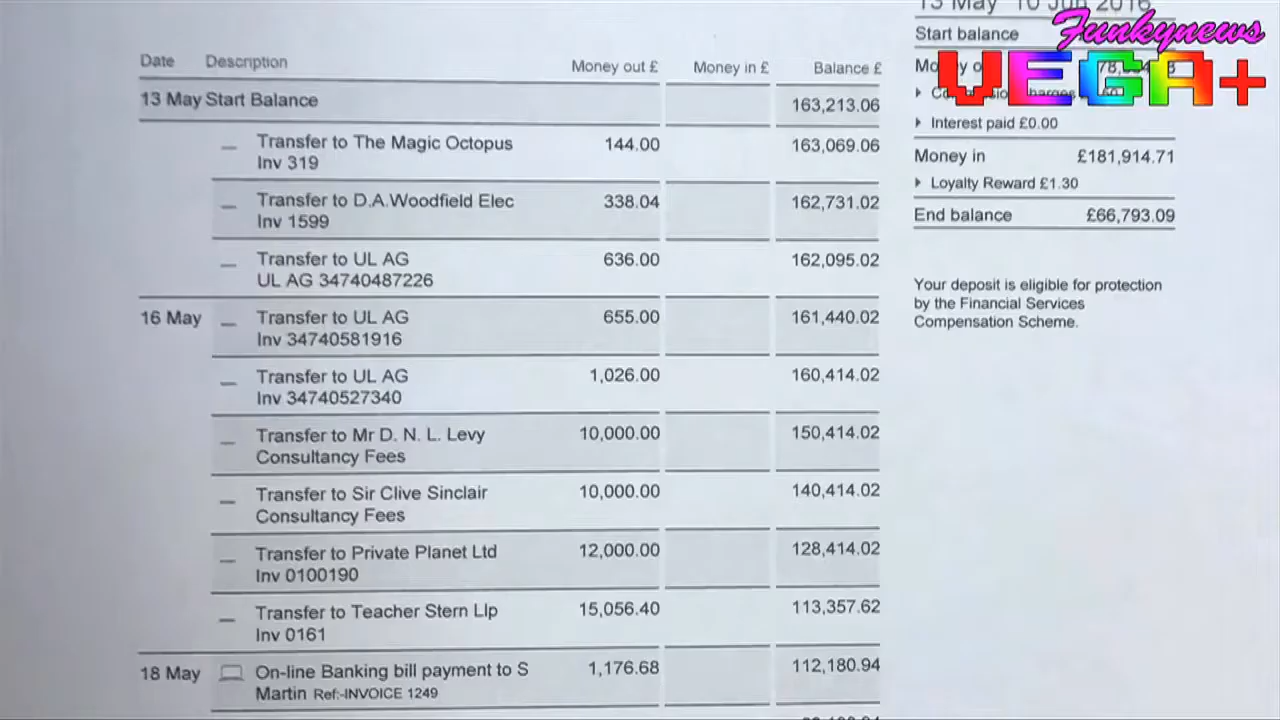 13 May 10 Jun 2016
Funkynews
VEGA+
Date Description Money out £ Money in £ Balance £
13 May Start Balance 163,213.06
Transfer to The Magic Octopus 144.00 163,069.06
Inv 319
Transfer to D.A.Woodfield Elec 338.04 162,731.02
Inv 1599
Transfer to UL AG 636.00 162,095.02
UL AG 34740487226
16 May Transfer to UL AG 655.00 161,440.02
Inv 34740581916
Transfer to UL AG 1,026.00 160,414.02
Inv 34740527340
Transfer to Mr D. N. L. Levy 10,000.00 150,414.02
Consultancy Fees
Transfer to Sir Clive Sinclair 10,000.00 140,414.02
Consultancy Fees
Transfer to Private Planet Ltd 12,000.00 128,414.02
Inv 0100190
Transfer to Teacher Stern Llp 15,056.40 113,357.62
Inv 0161
18 May On-line Banking bill payment to S 1,176.68 112,180.94
Martin Ref:-INVOICE 1249
Start balance
Interest paid £0.00
Money in £181,914.71
Loyalty Reward £1.30
End balance £66,793.09
Your deposit is eligible for protection
by the Financial Services
Compensation Scheme.